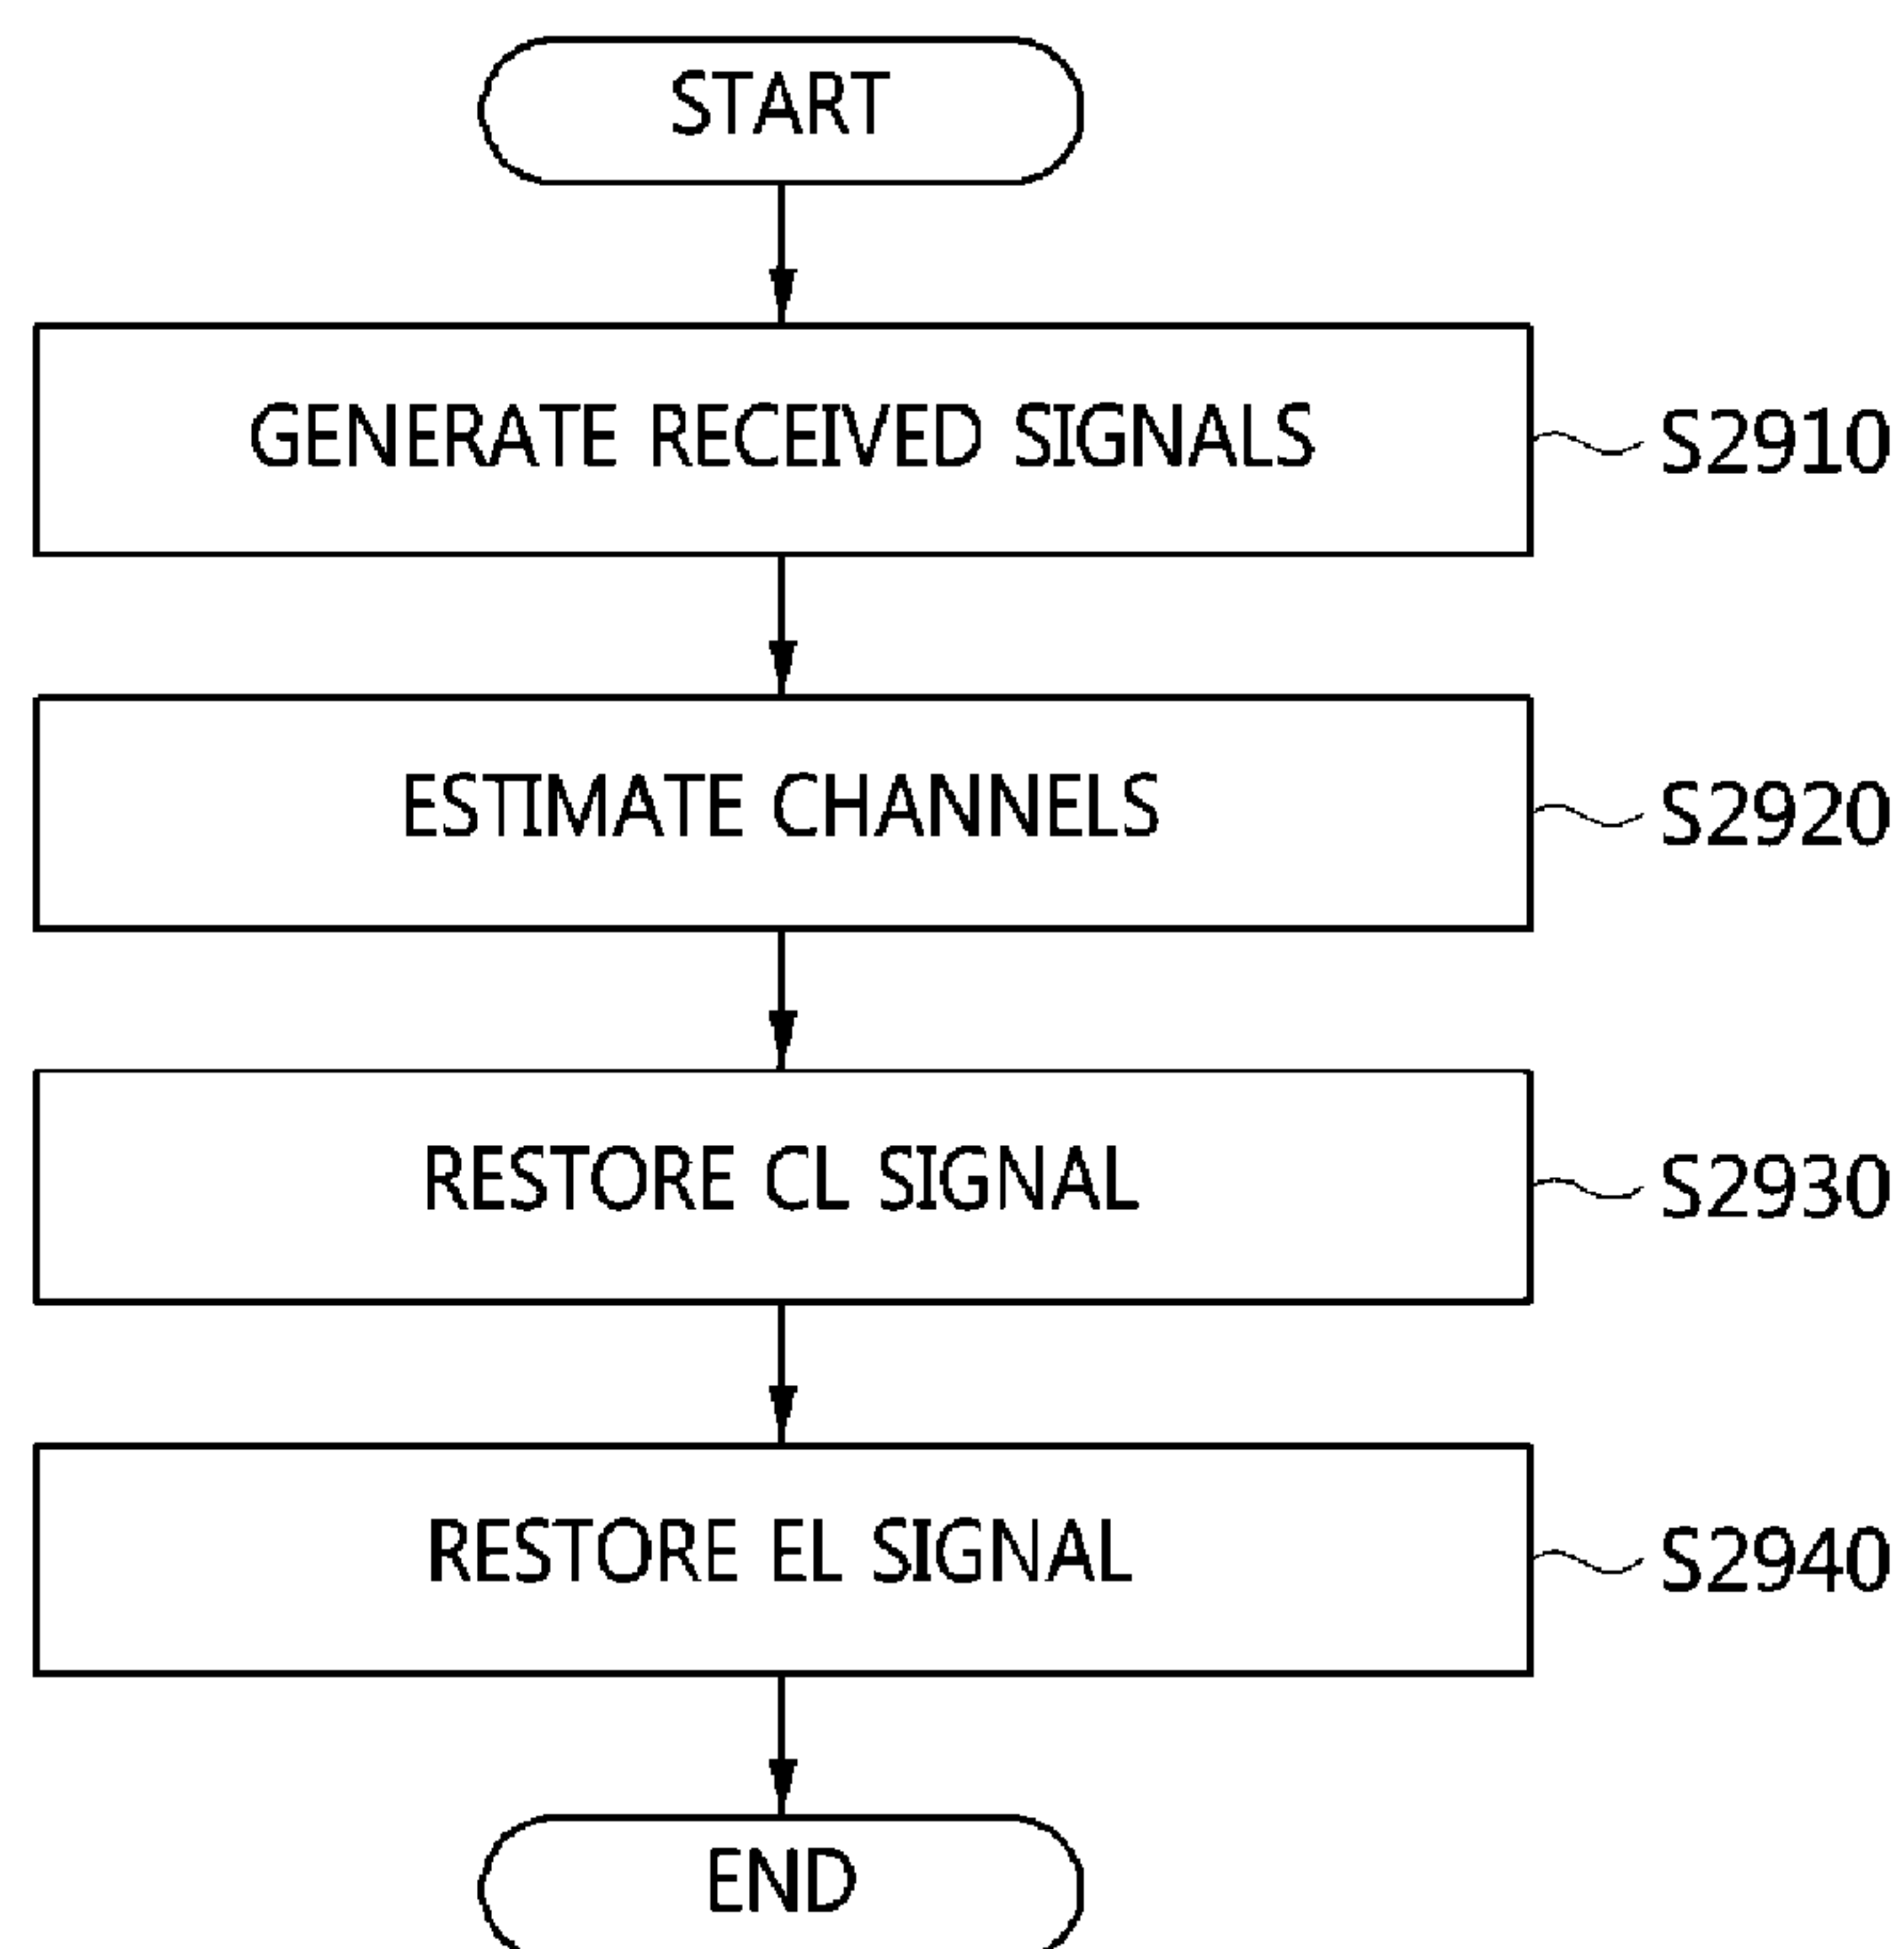 START
GENERATE RECEIVED SIGNALS
S2910
ESTIMATE CHANNELS
S2920
RESTORE CL SIGNAL
S2930
RESTORE EL SIGNAL
S2940
END